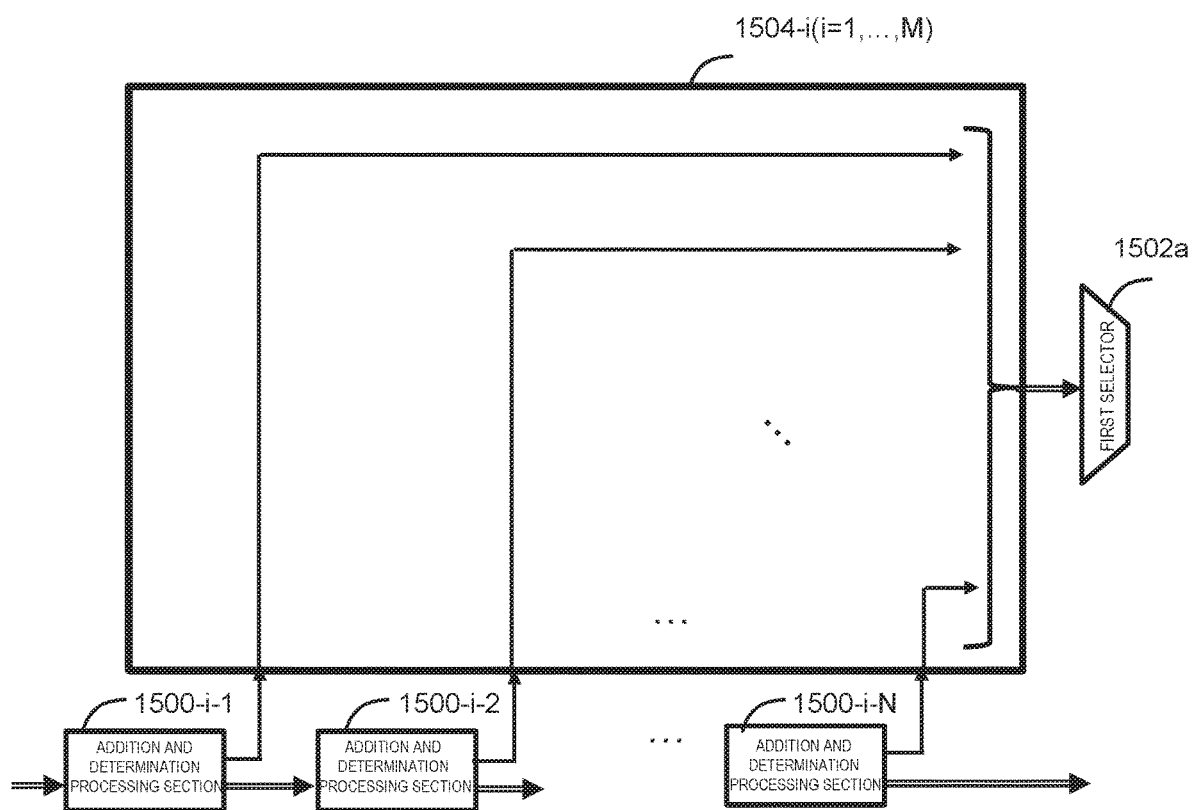 1504-i(i=1,...,M)
1502a
FIRST SELECTOR
...
1500-i-1
1500-i-2
1500-i-N
...
ADDITION AND
DETERMINATION
PROCESSING SECTION
ADDITION AND
DETERMINATION
PROCESSING SECTION
ADDITION AND
DETERMINATION
PROCESSING SECTION